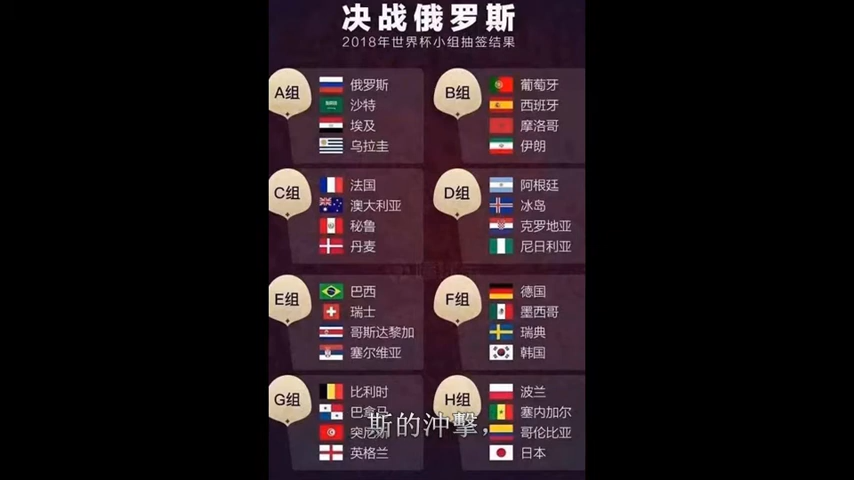 决战俄罗斯
2018年世界杯小组抽签结果
A组
俄罗斯
沙特
埃及
乌拉圭
B组
葡萄牙
西班牙
摩洛哥
伊朗
C组
法国
澳大利亚
秘鲁
丹麦
D组
阿根廷
冰岛
克罗地亚
尼日利亚
E组
巴西
瑞士
哥斯达黎加
塞尔维亚
F组
德国
墨西哥
瑞典
韩国
G组
比利时
巴拿马
突尼斯
英格兰
H组
波兰
塞内加尔
哥伦比亚
日本
斯的沖擊,